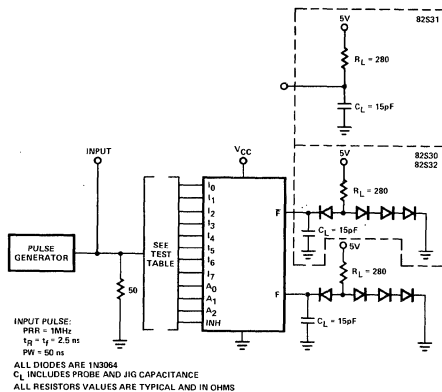 82S31
5V
R_L = 280
C_L = 15pF
INPUT
V_CC
82S30
82S32
5V
R_L = 280
PULSE
GENERATOR
50
SEE
TEST
TABLE
I_0
I_1
I_2
I_3
I_4
I_5
I_6
I_7
A_0
A_1
A_2
INH
F
C_L = 15pF
5V
R_L = 280
F
C_L = 15pF
INPUT PULSE:
PRR = 1MHz
t_R = t_f = 2.5 ns
PW = 50 ns
ALL DIODES ARE 1N3064
C_L INCLUDES PROBE AND JIG CAPACITANCE
ALL RESISTORS VALUES ARE TYPICAL AND IN OHMS